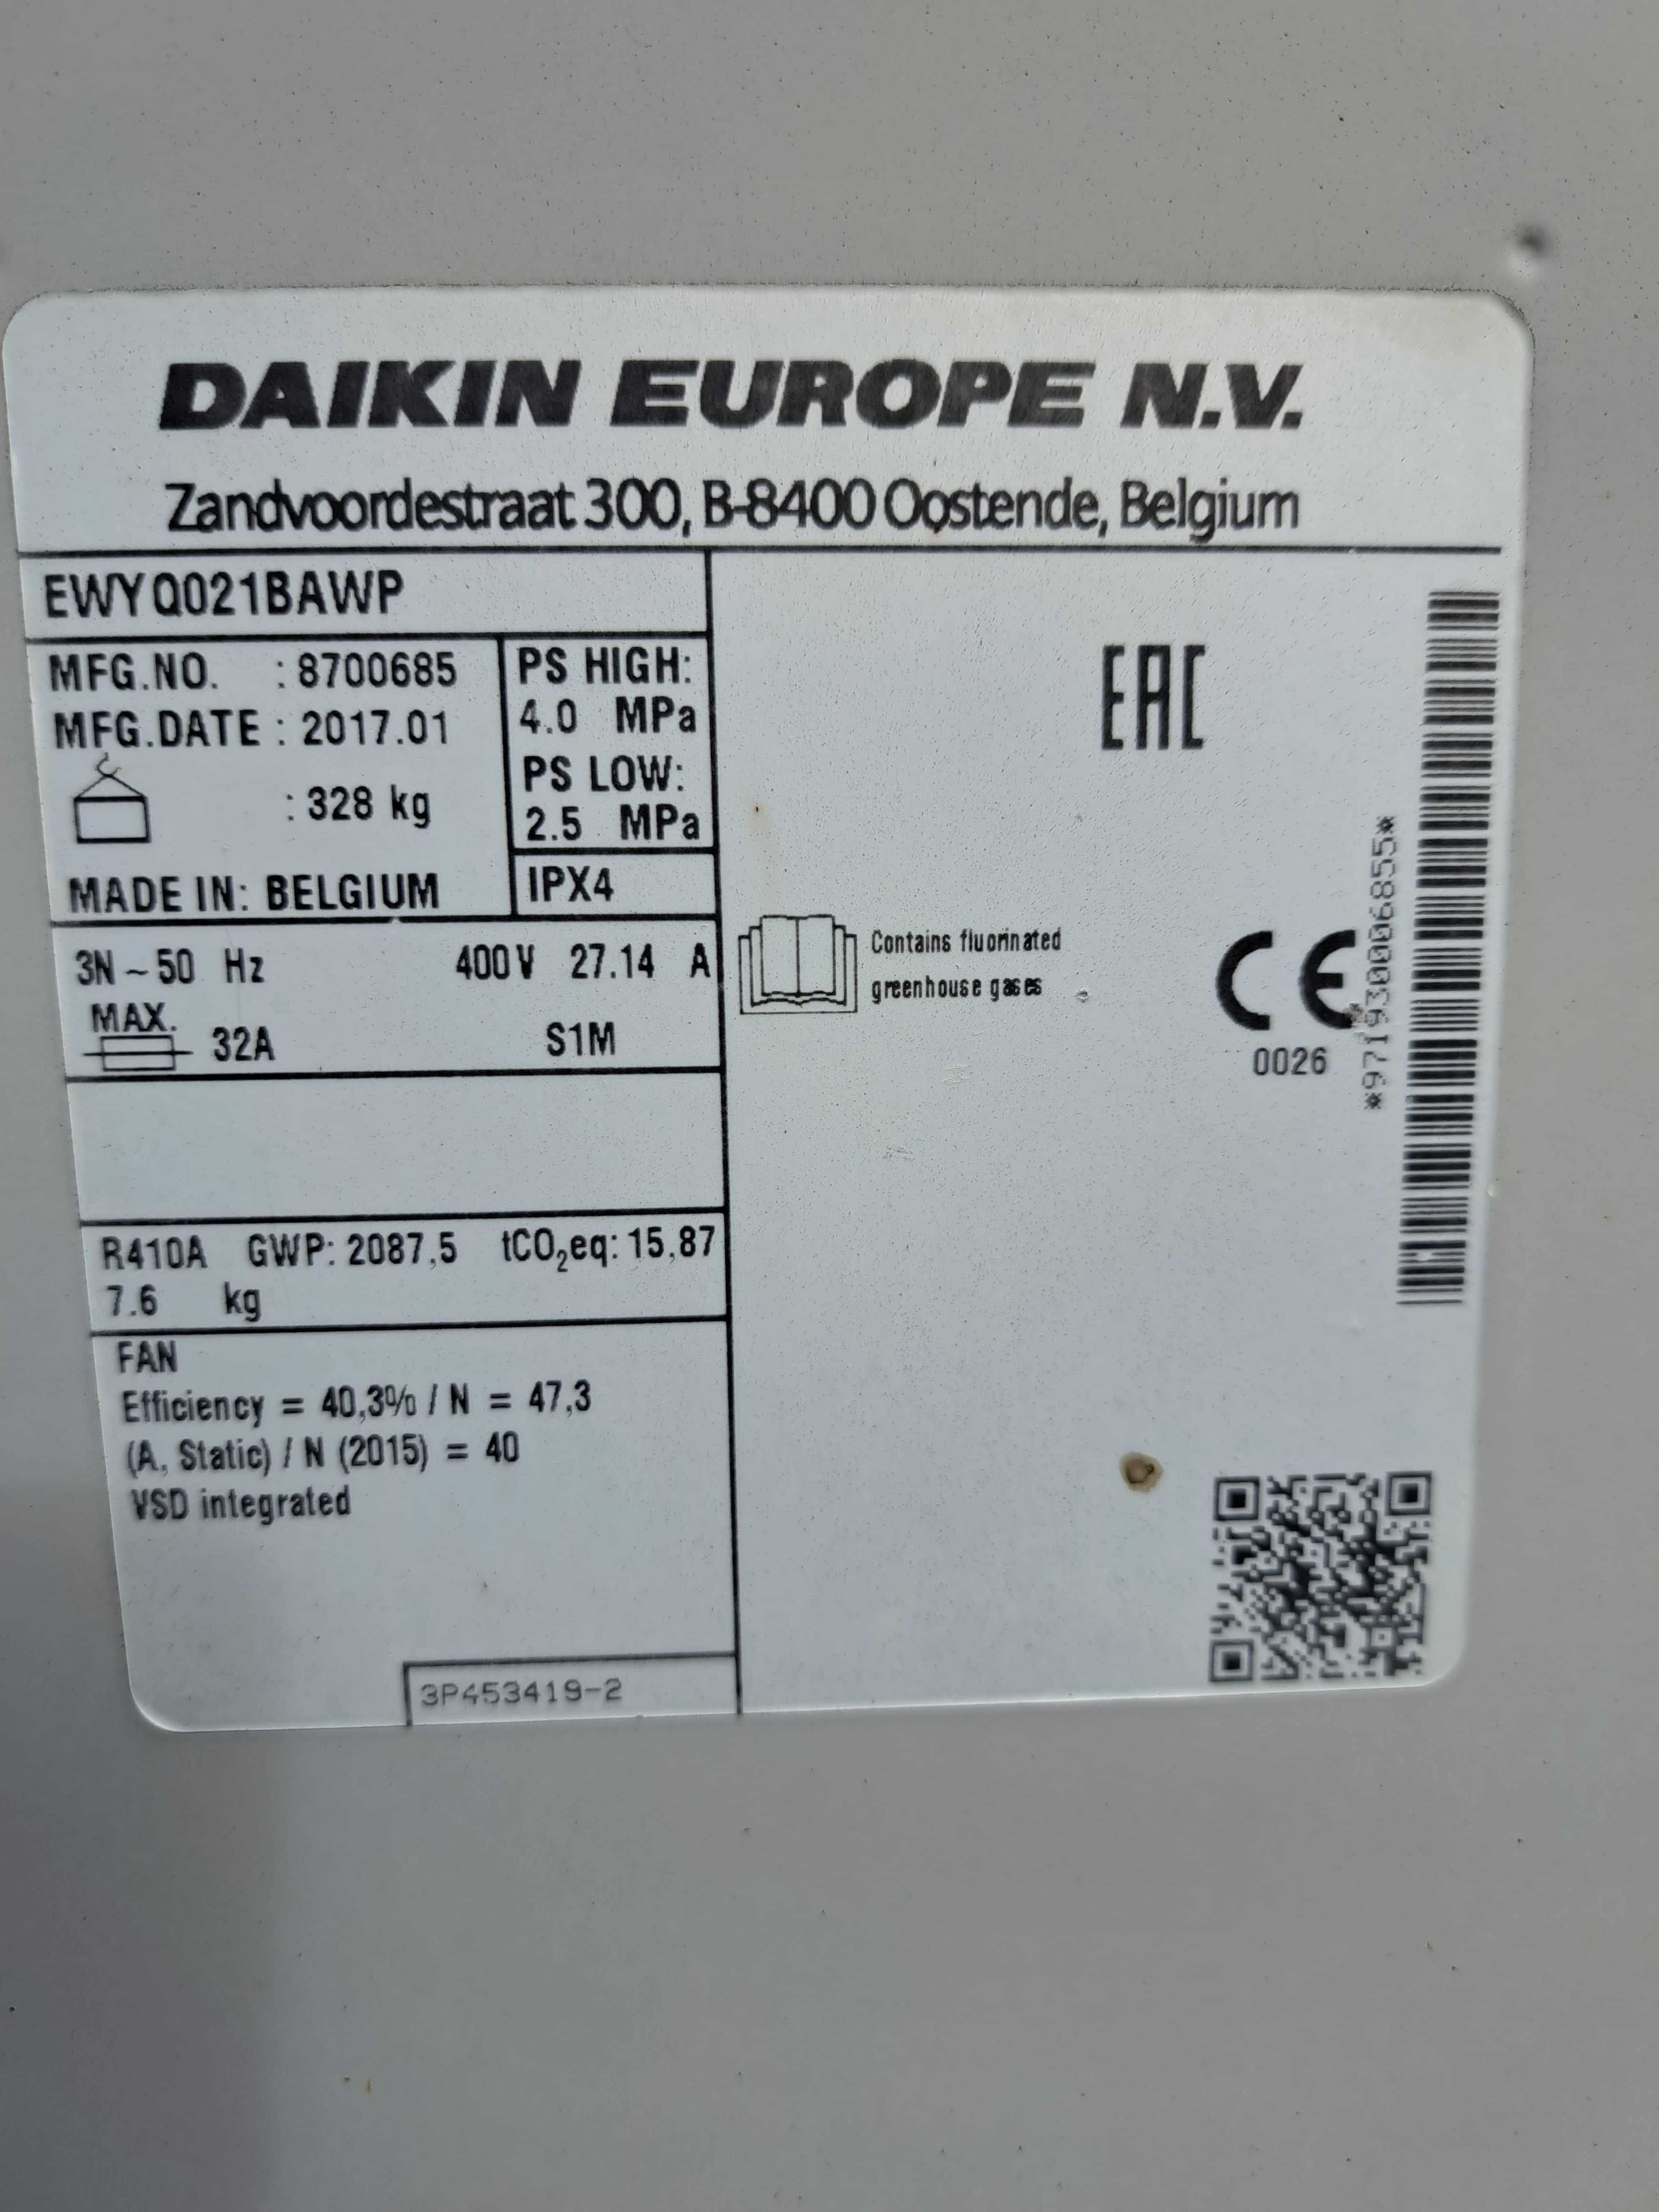 DAIKIN EUROPE N.V.
Zandvoordestraat 300, B-8400 Oostende, Belgium
EWYQ021BAWP
MFG.NO. : 8700685
MFG.DATE : 2017.01
: 328 kg
MADE IN: BELGIUM
PS HIGH:
4.0 MPa
PS LOW:
2.5 MPa
IPX4
3N ~ 50 Hz 400V 27.14 A
MAX.
32A S1M
R410A GWP: 2087,5 tCO₂eq: 15,87
7.6 kg
FAN
Efficiency = 40,3% / N = 47,3
(A, Static) / N (2015) = 40
VSD integrated
3P453419-2
EAC
Contains fluorinated
greenhouse gases
CE
0026
*971930006855*